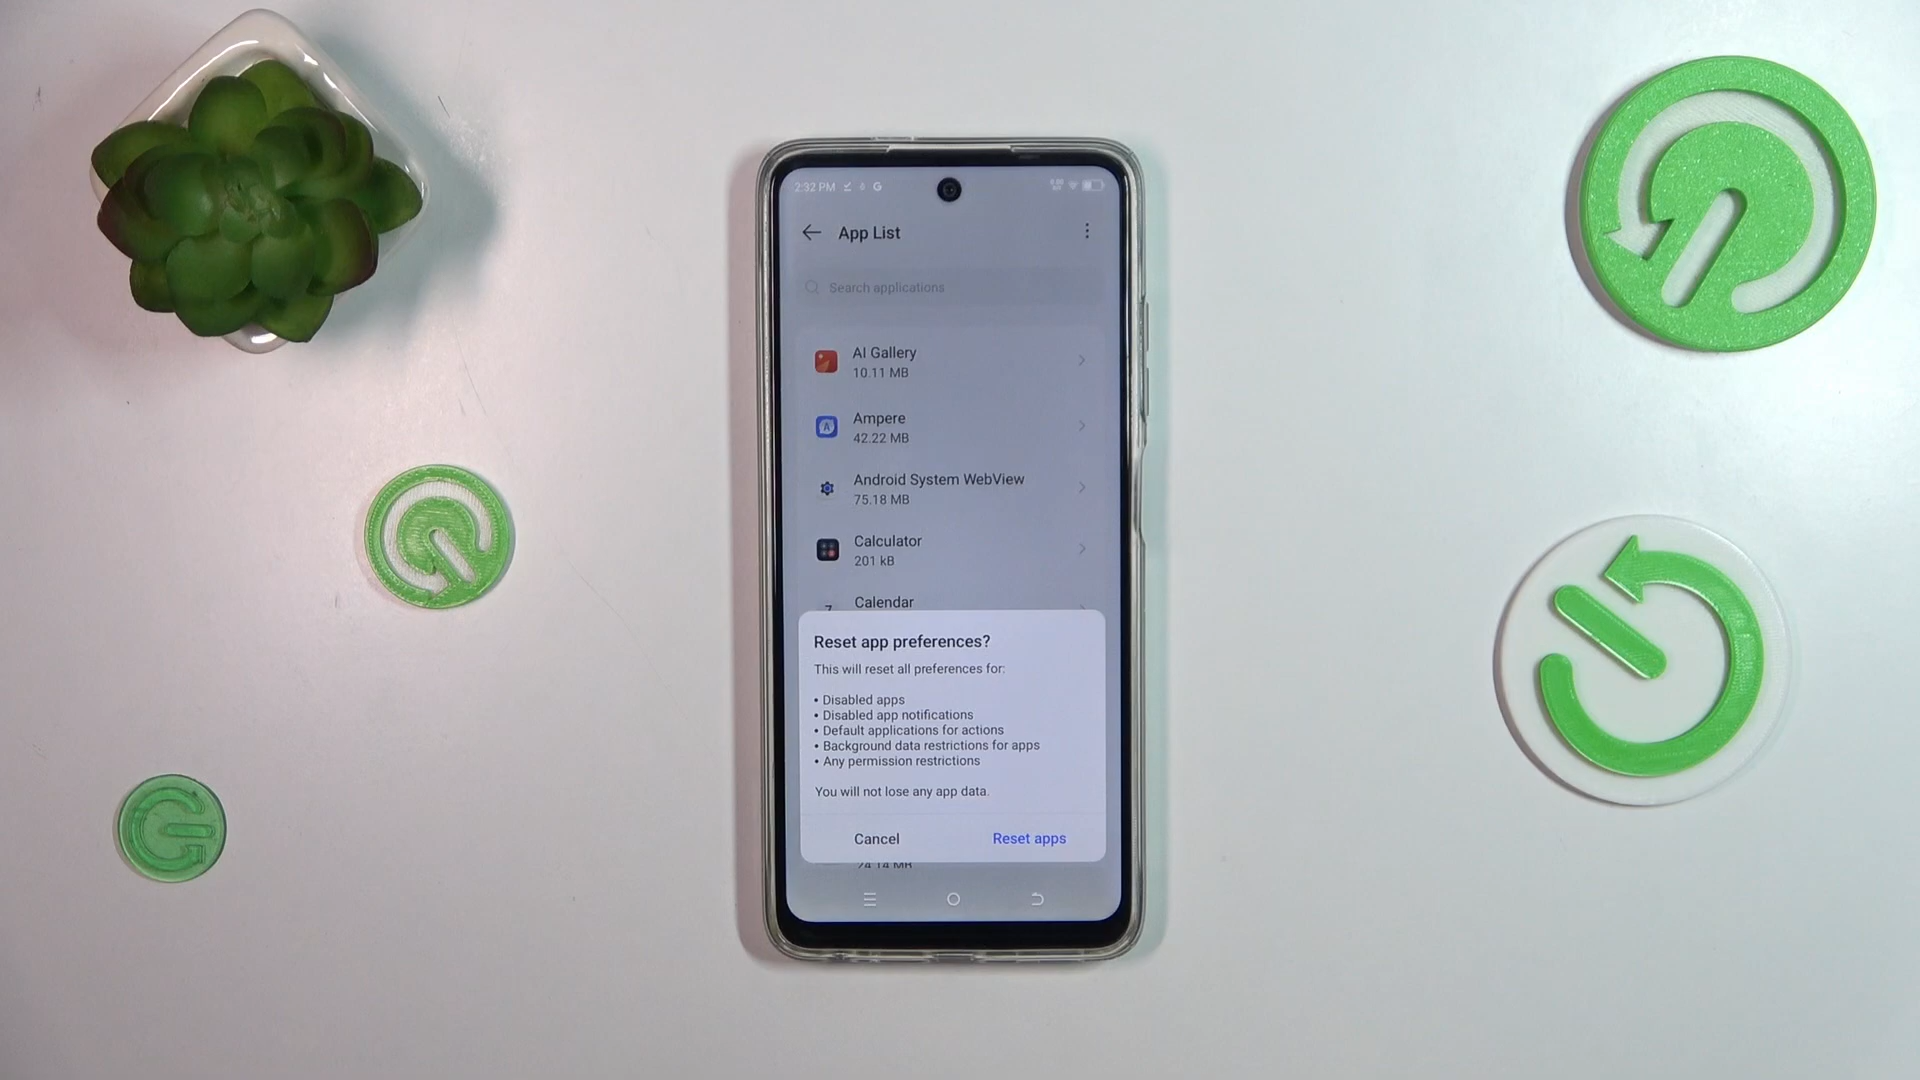 2:32 PM
App List
Search applications
AI Gallery
10.11 MB
Ampere
42.22 MB
Android System WebView
75.18 MB
Calculator
201 kB
Calendar
Reset app preferences?
This will reset all preferences for:
• Disabled apps
• Disabled app notifications
• Default applications for actions
• Background data restrictions for apps
• Any permission restrictions
You will not lose any app data.
Cancel Reset apps